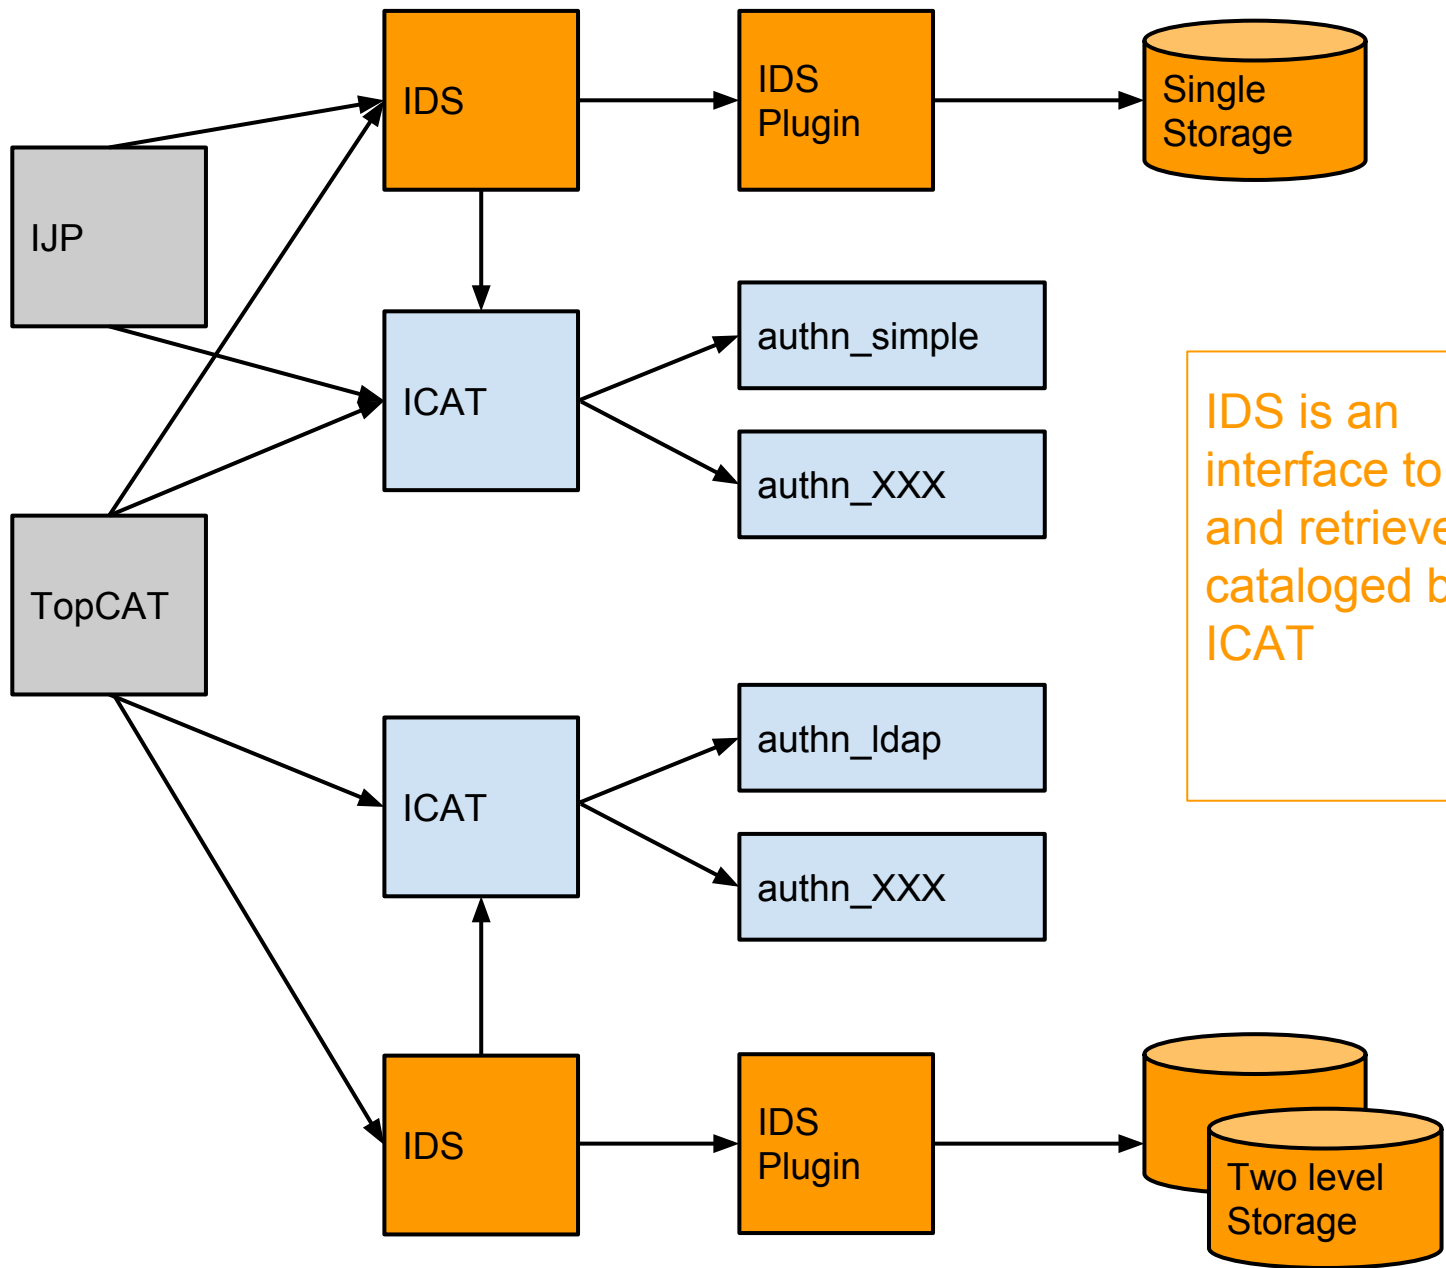 IDS
IDS
Plugin
Single
Storage
IJP
authn_simple
ICAT
authn_XXX
IDS is an
interface to
and retrieve
cataloged
ICAT
TopCAT
authn_ldap
ICAT
authn_XXX
IDS
IDS
Plugin
Two level
Storage